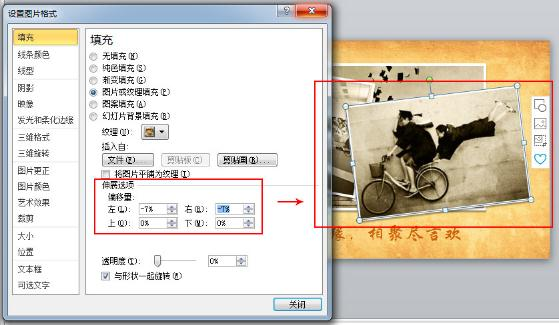 设置图片格式
填充
线条颜色
线型
阴影
映像
发光和柔化边缘
三维格式
三维旋转
图片更正
图片颜色
艺术效果
裁剪
大小
位置
文本框
可选文字
填充
无填充(N)
纯色填充(S)
渐变填充(G)
图片或纹理填充(P)
图案填充(A)
幻灯片背景填充(B)
纹理(U):
插入自:
文件(F)...
剪贴板(C)
剪贴画(R)...
将图片平铺为纹理(I)
伸展选项
偏移量:
左(L): -7% 右(R): -7%
上(O): 0% 下(M): 0%
透明度(T): 0%
与形状一起旋转(W)
关闭
缘，相聚尽言欢